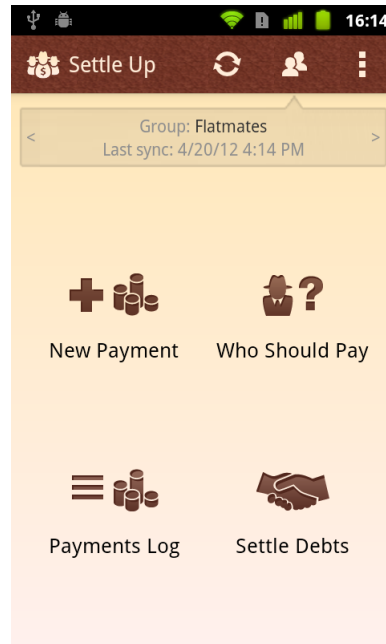 16:14
Settle Up
< Group: Flatmates >
Last sync: 4/20/12 4:14 PM
New Payment
Who Should Pay
Payments Log
Settle Debts